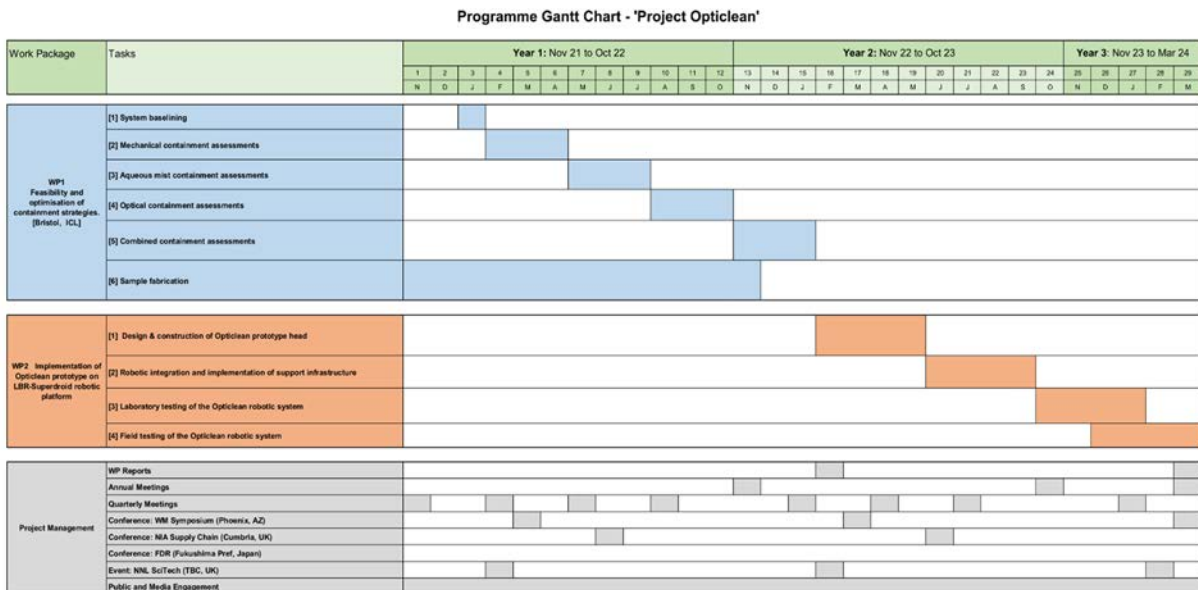 Programme Gantt Chart - 'Project Opticlean'
Work Package
Tasks
Year 1: Nov 21 to Oct 22
Year 2: Nov 22 to Oct 23
Year 3: Nov 23 to Mar 24
1 2 3 4 5 6 7 8 9 10 11 12 13 14 15 16 17 18 19 20 21 22 23 24 25 26 27 28 29
N D J F M A M J J A S O N D J F M A M J J A S O N D J F M
WP1
Feasibility and
optimisation of
containment strategies.
[Bristol, ICL]
[1] System baselining
[2] Mechanical containment assessments
[3] Aqueous mist containment assessments
[4] Optical containment assessments
[5] Combined containment assessments
[6] Sample fabrication
WP2 Implementation of
Opticlean prototype on
LBR-Superdroid robotic
platform
[1] Design & construction of Opticlean prototype head
[2] Robotic integration and implementation of support infrastructure
[3] Laboratory testing of the Opticlean robotic system
[4] Field testing of the Opticlean robotic system
Project Management
WP Reports
Annual Meetings
Quarterly Meetings
Conference: WM Symposium (Phoenix, AZ)
Conference: NIA Supply Chain (Cumbria, UK)
Conference: FDR (Fukushima Pref, Japan)
Event: NNL SciTech (TBC, UK)
Public and Media Engagement